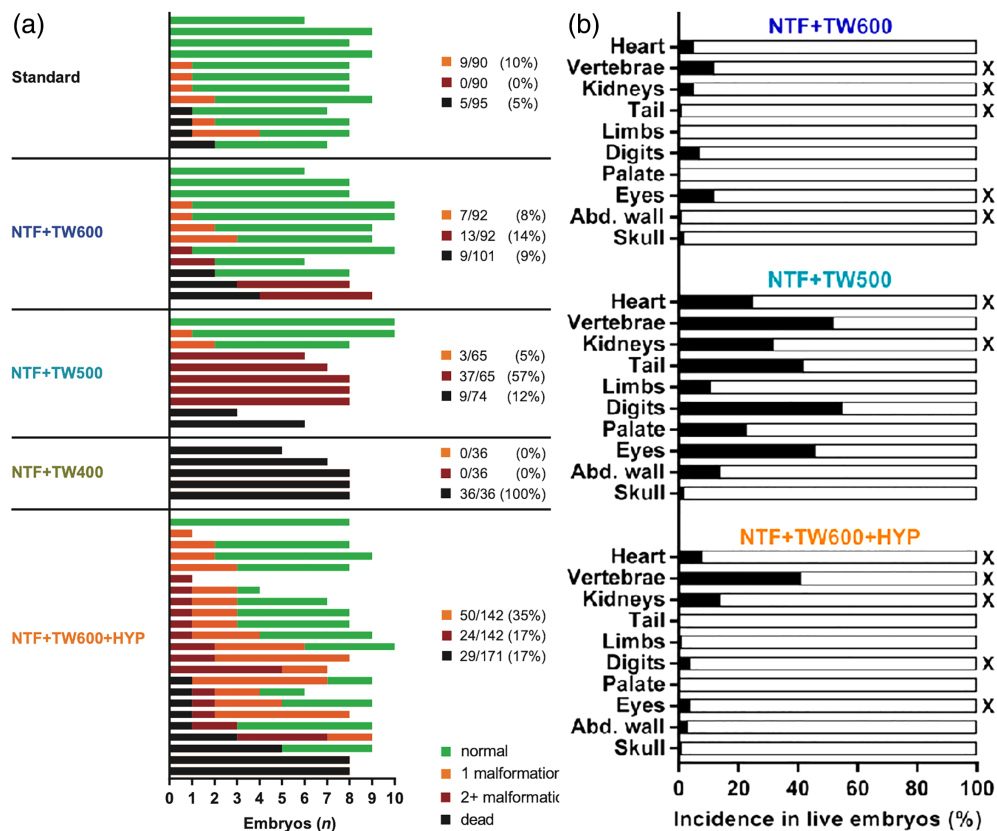 (a)
Standard
9/90 (10%)
0/90 (0%)
5/95 (5%)
NTF+TW600
7/92 (8%)
13/92 (14%)
9/101 (9%)
NTF+TW500
3/65 (5%)
37/65 (57%)
9/74 (12%)
NTF+TW400
0/36 (0%)
0/36 (0%)
36/36 (100%)
NTF+TW600+HYP
50/142 (35%)
24/142 (17%)
29/171 (17%)
normal
1 malformation
2+ malformatic
dead
0 1 2 3 4 5 6 7 8 9 10
Embryos (n)
(b)
NTF+TW600
Heart
Vertebrae X
Kidneys X
Tail X
Limbs
Digits
Palate
Eyes X
Abd. wall X
Skull
NTF+TW500
Heart X
Vertebrae
Kidneys X
Tail
Limbs
Digits
Palate
Eyes
Abd. wall
Skull
NTF+TW600+HYP
Heart X
Vertebrae X
Kidneys X
Tail
Limbs
Digits X
Palate
Eyes X
Abd. wall
Skull
0 20 40 60 80 100
Incidence in live embryos (%)